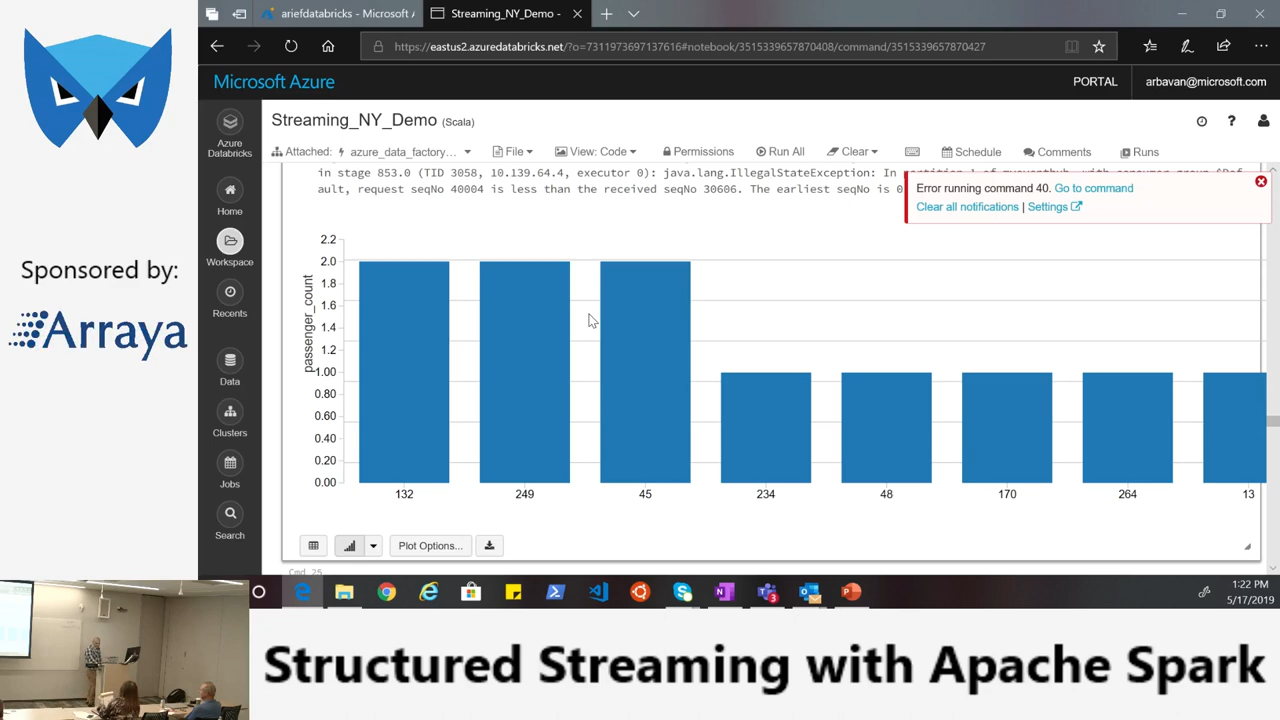 ariefdatabricks - Microsoft A
Streaming_NY_Demo -
https://eastus2.azuredatabricks.net/?o=7311973697137616#notebook/3515339657870408/command/3515339657870427
Microsoft Azure
PORTAL
arbavan@microsoft.com
Azure
Databricks
Home
Workspace
Recents
Data
Clusters
Jobs
Search
Streaming_NY_Demo (Scala)
Attached: azure_data_factory...
File
View: Code
Permissions
Run All
Clear
Schedule
Comments
Runs
in stage 853.0 (TID 3058, 10.139.64.4, executor 0): java.lang.IllegalStateException: In
ault, request seqNo 40004 is less than the received seqNo 30606. The earliest seqNo is 0
Error running command 40. Go to command
Clear all notifications | Settings
passenger_count
2.2
2.0
1.8
1.6
1.4
1.2
1.00
0.80
0.60
0.40
0.20
0.00
132 249 45 234 48 170 264 13
Plot Options...
Cmd 25
1:22 PM
5/17/2019
Sponsored by:
Arraya
Structured Streaming with Apache Spark